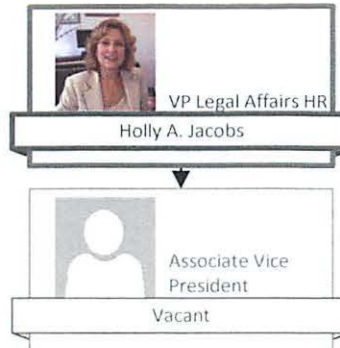 VP Legal Affairs HR
Holly A. Jacobs
Associate Vice
President
Vacant